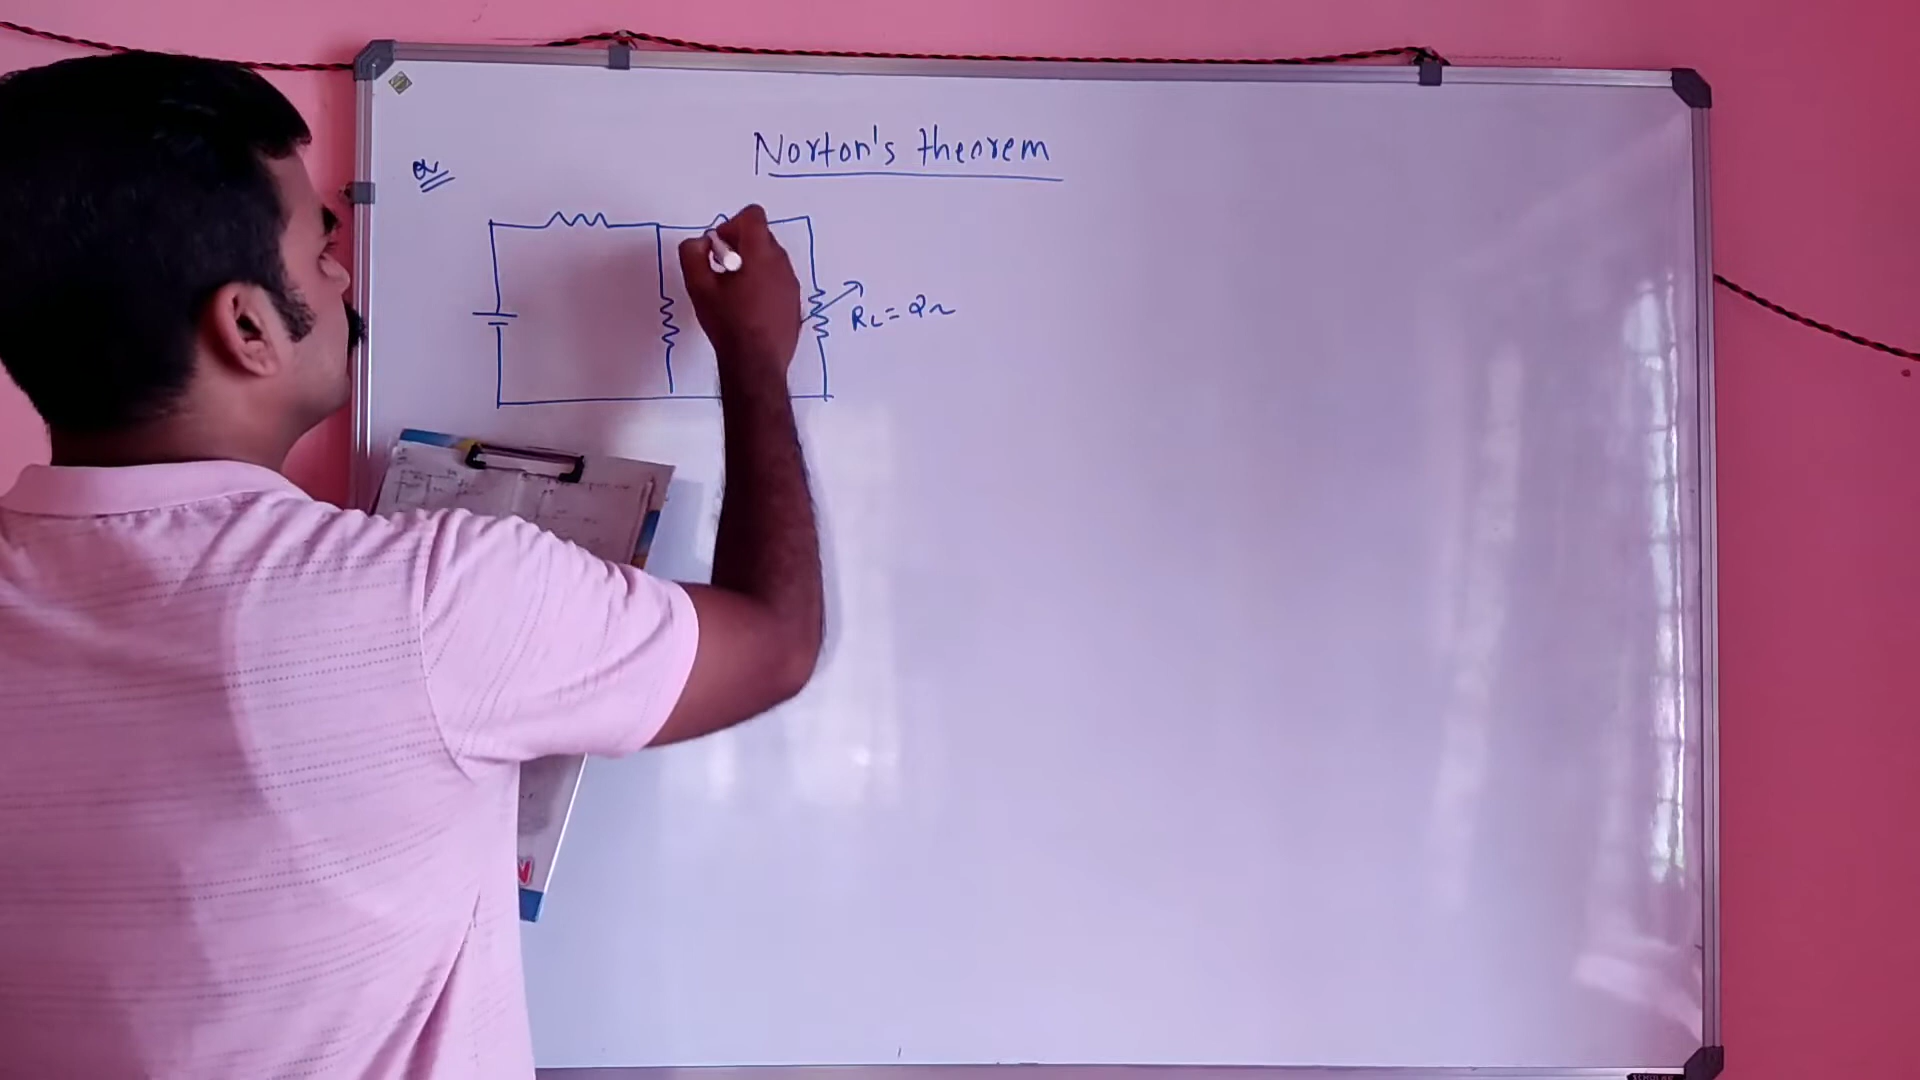 Norton's theorem
Q
RL = 2Ω